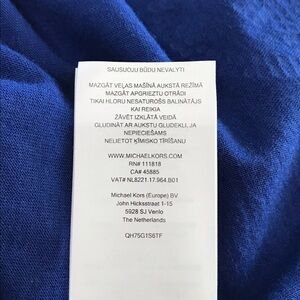 SAUSUOJU BŪDU NEVALYTI
MAZGĀT VEĻAS MAŠĪNĀ AUKSTĀ REŽĪMĀ
MAZGĀT APGRIEZTU OTRĀDI
TIKAI HLORU NESATUROŠS BALINĀTĀJS
KAI REIKIA
ŽĀVĒT IZKLĀTĀ VEIDĀ
GLUDINĀT AR AUKSTU GLUDEKLI, JA
NEPIECIEŠAMS
NELIETOT ĶĪMISKO TĪRĪŠANU
WWW.MICHAELKORS.COM
RN# 111818
CA# 45885
VAT# NL8221.17.964.B01
Michael Kors (Europe) BV
John Hicksstraat 1-15
5928 SJ Venlo
The Netherlands
QH75G1S6TF